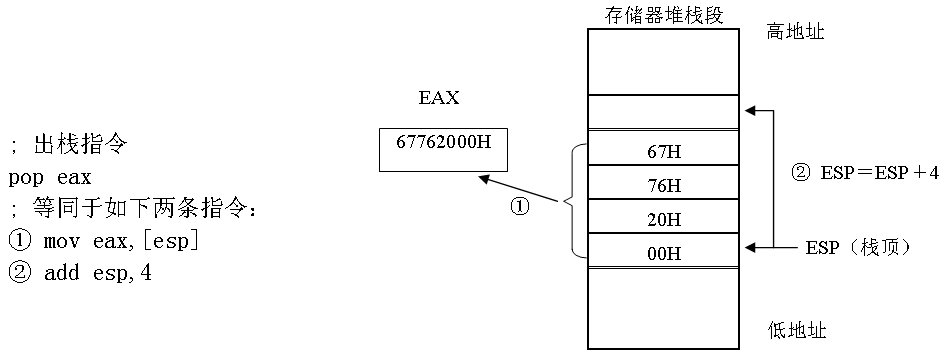 存储器堆栈段
高地址
EAX
67762000H
; 出栈指令
pop eax
; 等同于如下两条指令：
① mov eax,[esp]
② add esp,4
67H
76H
20H
00H
①
② ESP＝ESP＋4
ESP（栈顶）
低地址